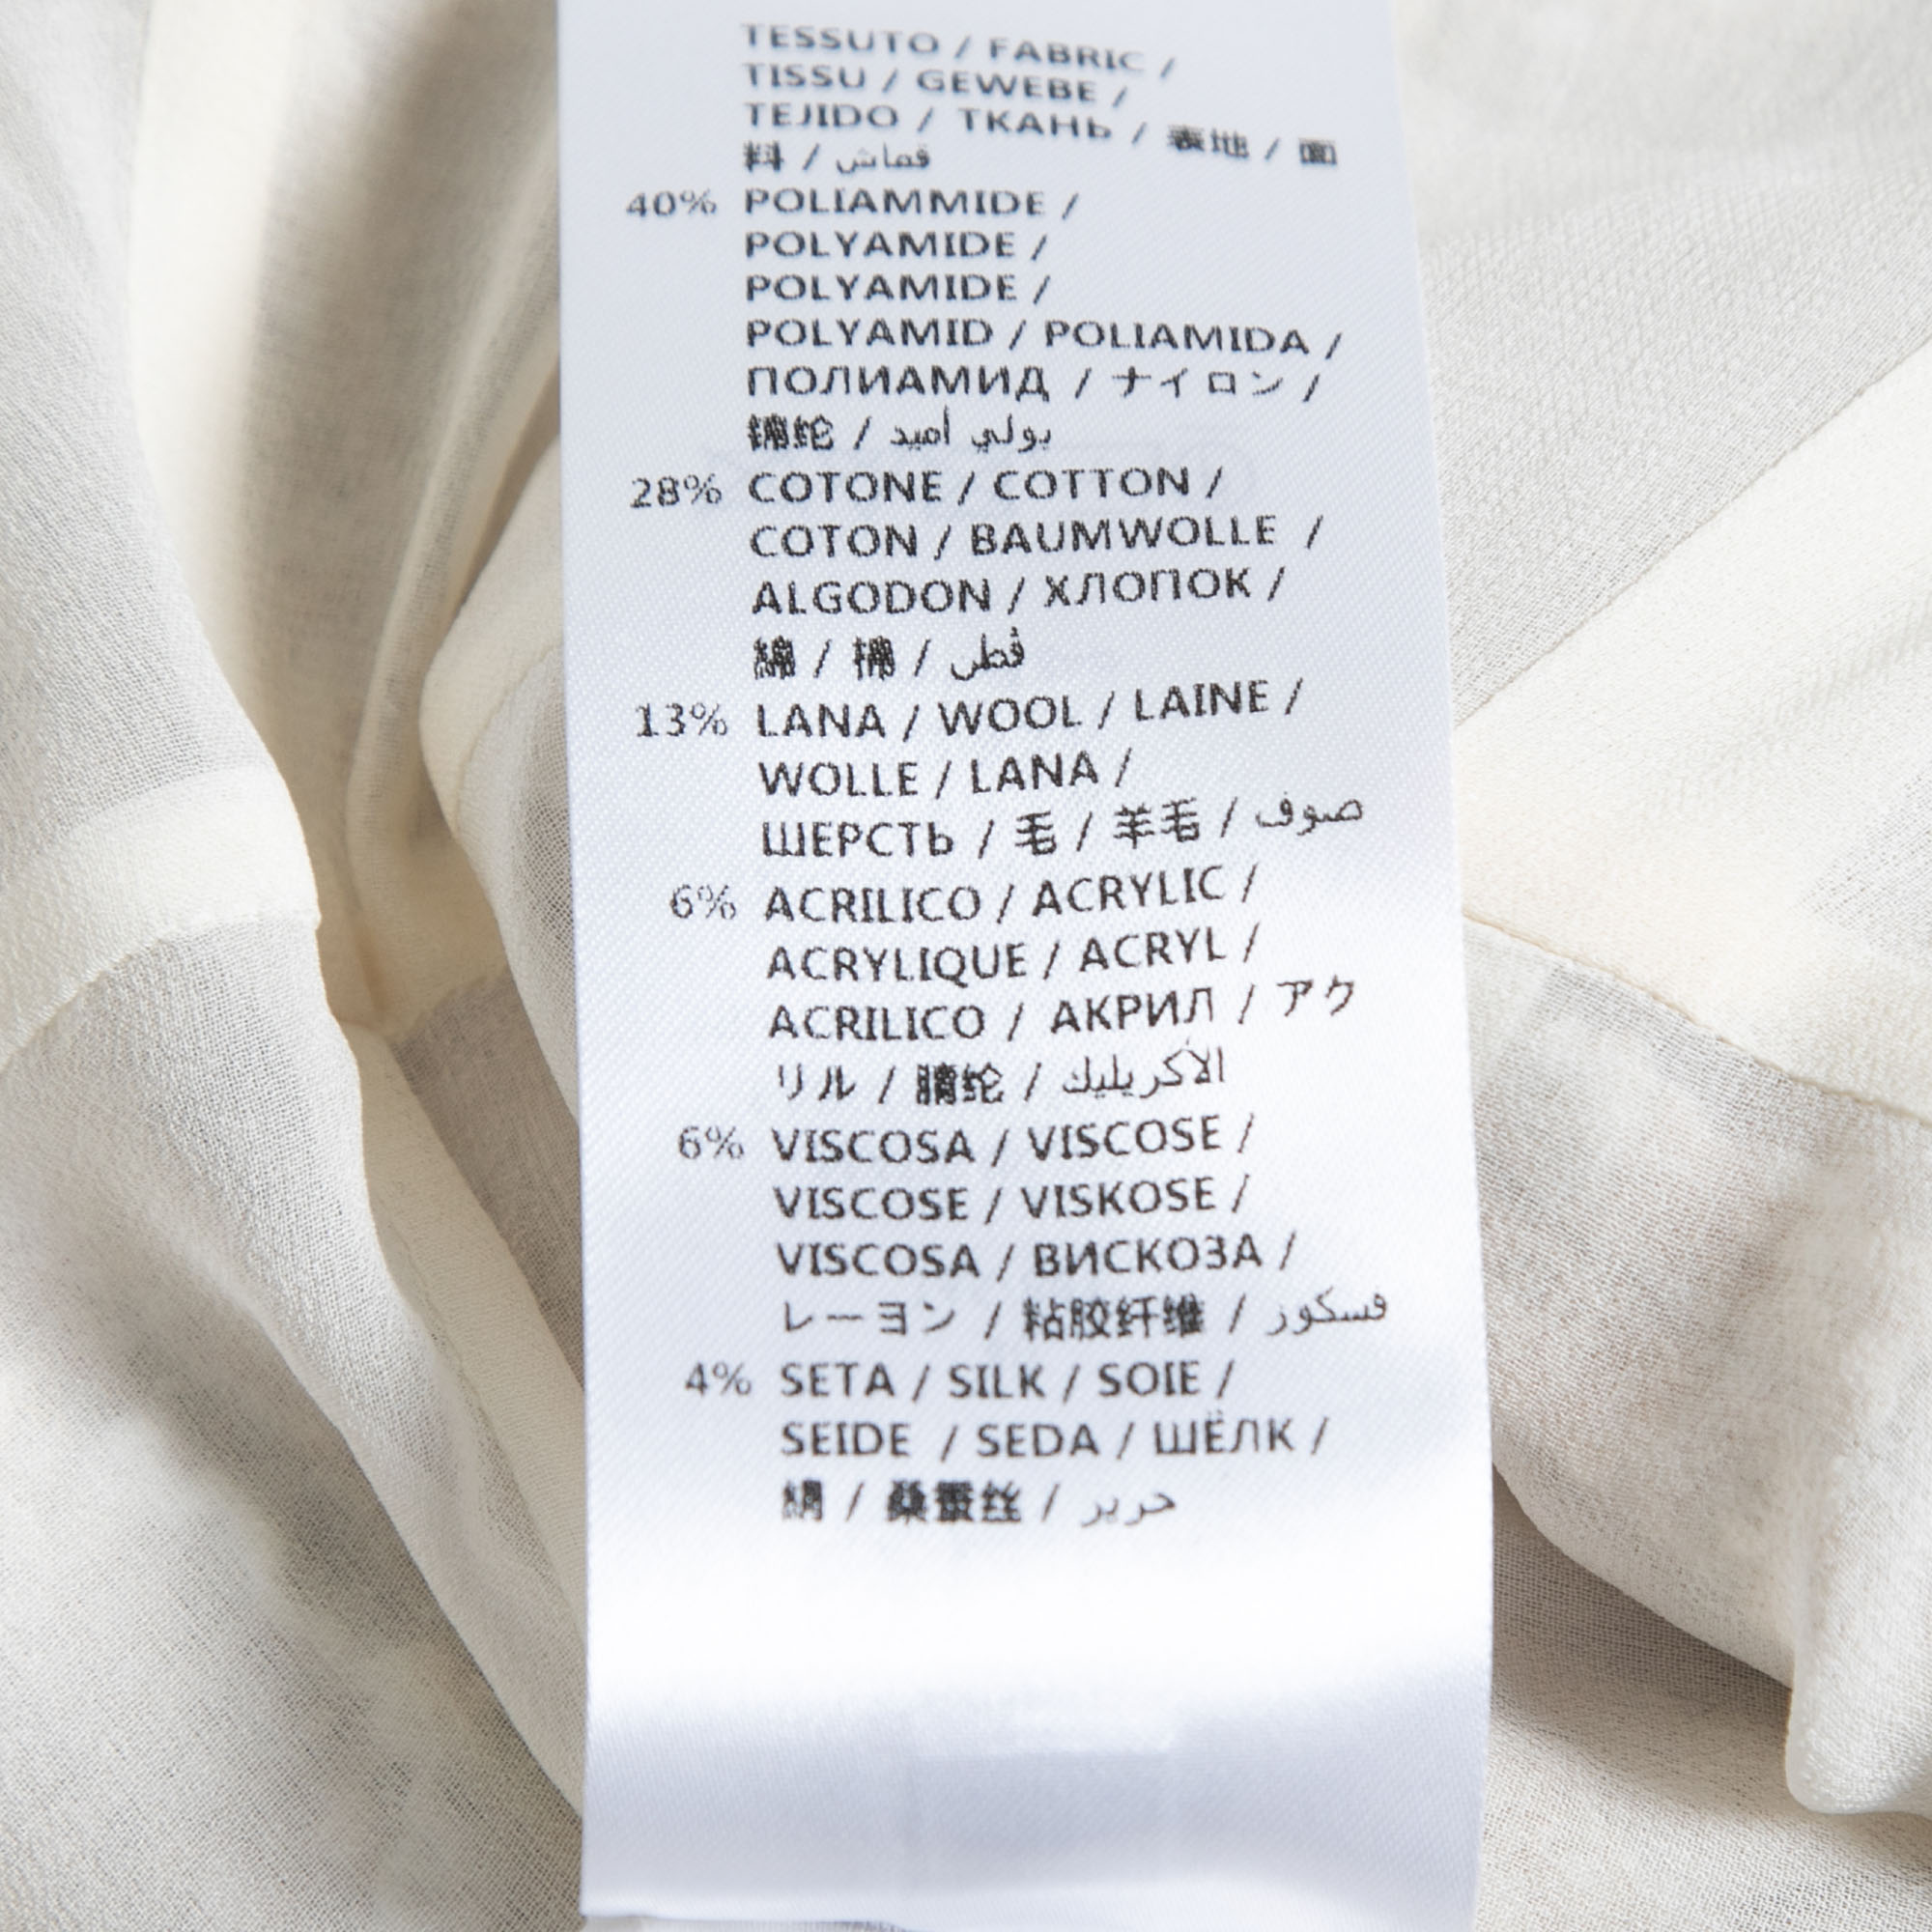 TESSUTO / FABRIC /
TISSU / GEWEBE /
TEJIDO / ТКАНЬ / 表地 / 面
料 / قماش
40% POLIAMMIDE /
POLYAMIDE /
POLYAMIDE /
POLYAMID / POLIAMIDA /
ПОЛИАМИД / ナイロン /
锦纶 / بولي أميد
28% COTONE / COTTON /
COTON / BAUMWOLLE /
ALGODON / ХЛОПОК /
綿 / 棉 / قطن
13% LANA / WOOL / LAINE /
WOLLE / LANA /
ШЕРСТЬ / 毛 / 羊毛 / صوف
6% ACRILICO / ACRYLIC /
ACRYLIQUE / ACRYL /
ACRILICO / АКРИЛ / アク
リル / 腈纶 / الأكريليك
6% VISCOSA / VISCOSE /
VISCOSE / VISKOSE /
VISCOSA / ВИСКОЗА /
レーヨン / 粘胶纤维 / فسكوز
4% SETA / SILK / SOIE /
SEIDE / SEDA / ШЁЛК /
絹 / 桑蚕丝 / حرير